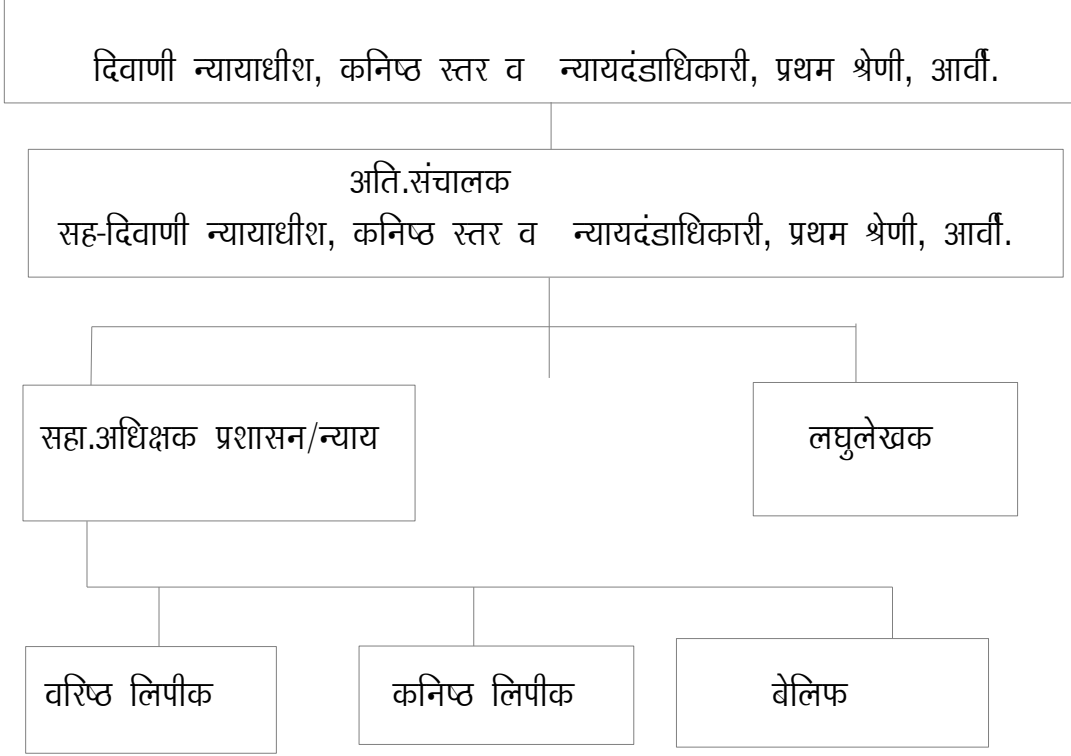 दिवाणी न्यायाधीश, कनिष्ठ स्तर व न्यायदंडाधिकारी, प्रथम श्रेणी, आर्वी.
अति.संचालक
सह-दिवाणी न्यायाधीश, कनिष्ठ स्तर व न्यायदंडाधिकारी, प्रथम श्रेणी, आर्वी.
सहा.अधिक्षक प्रशासन/न्याय
लघुलेखक
वरिष्ठ लिपीक
कनिष्ठ लिपीक
बेलिफ